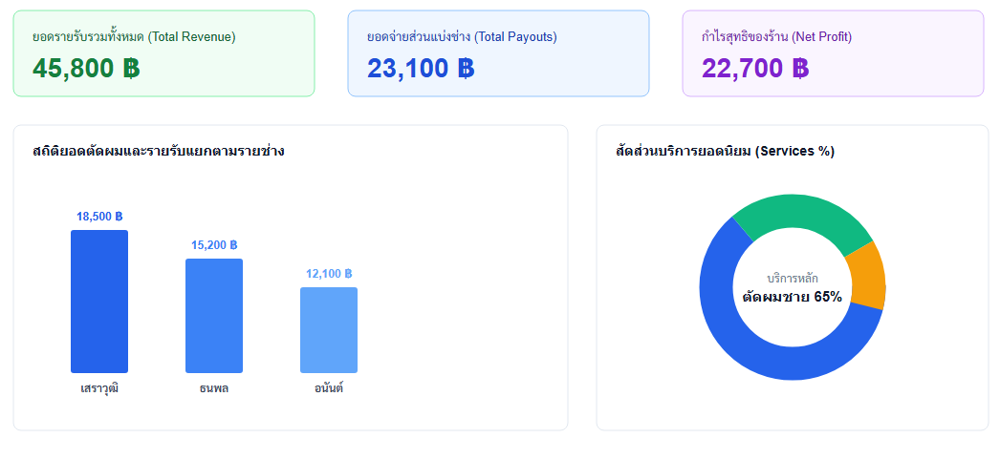 ยอดรายรับรวมทั้งหมด (Total Revenue)
45,800 ฿
ยอดจ่ายส่วนแบ่งช่าง (Total Payouts)
23,100 ฿
กำไรสุทธิของร้าน (Net Profit)
22,700 ฿
สถิติยอดตัดผมและรายรับแยกตามรายช่าง
18,500 ฿
15,200 ฿
12,100 ฿
เสราวุฒิ
ธนพล
อนันต์
สัดส่วนบริการยอดนิยม (Services %)
บริการหลัก
ตัดผมชาย 65%